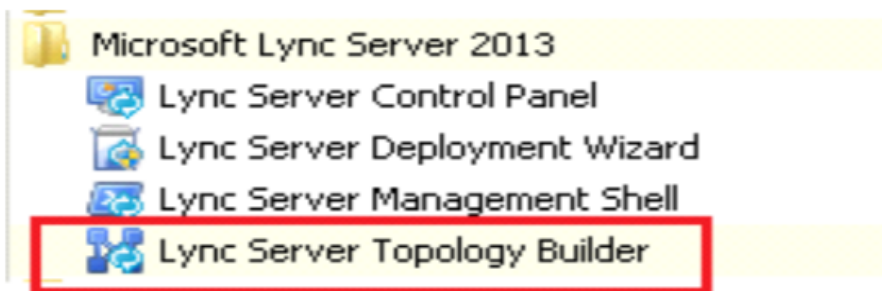 Microsoft Lync Server 2013
Lync Server Control Panel
Lync Server Deployment Wizard
Lync Server Management Shell
Lync Server Topology Builder